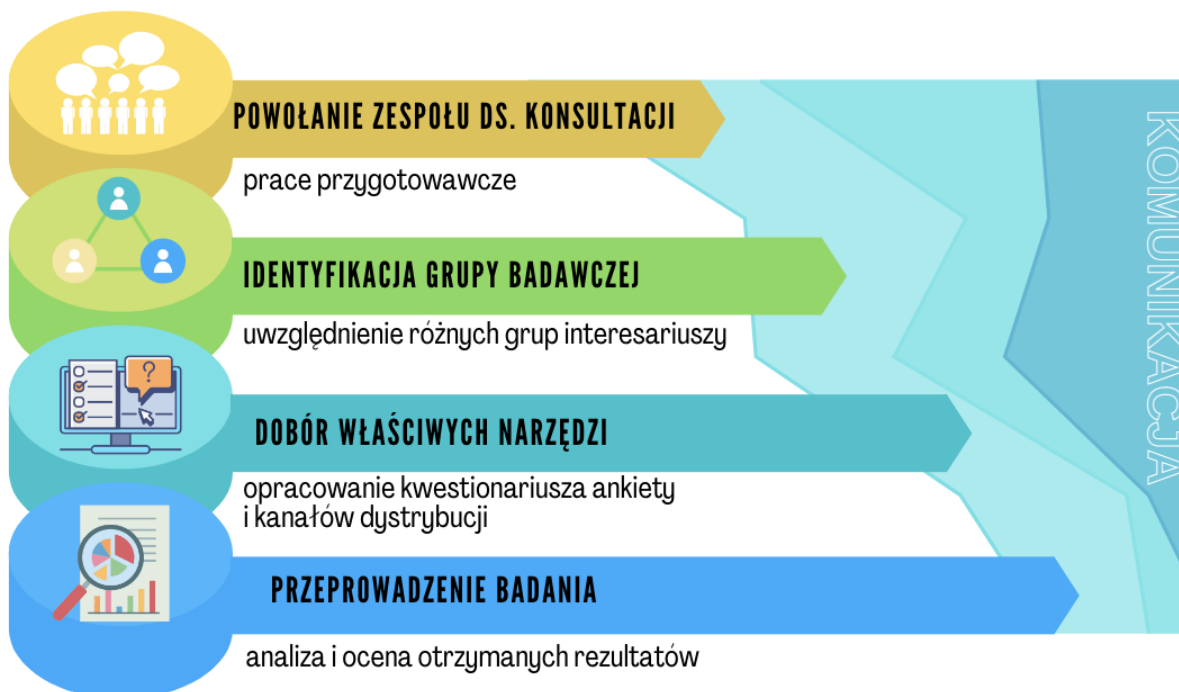 POWOŁANIE ZESPOŁU DS. KONSULTACJI
prace przygotowawcze
IDENTYFIKACJA GRUPY BADAWCZEJ
uwzględnienie różnych grup interesariuszy
DOBÓR WŁAŚCIWYCH NARZĘDZI
opracowanie kwestionariusza ankiety
i kanałów dystrybucji
PRZEPROWADZENIE BADANIA
analiza i ocena otrzymanych rezultatów
KOMUNIKACJA
?